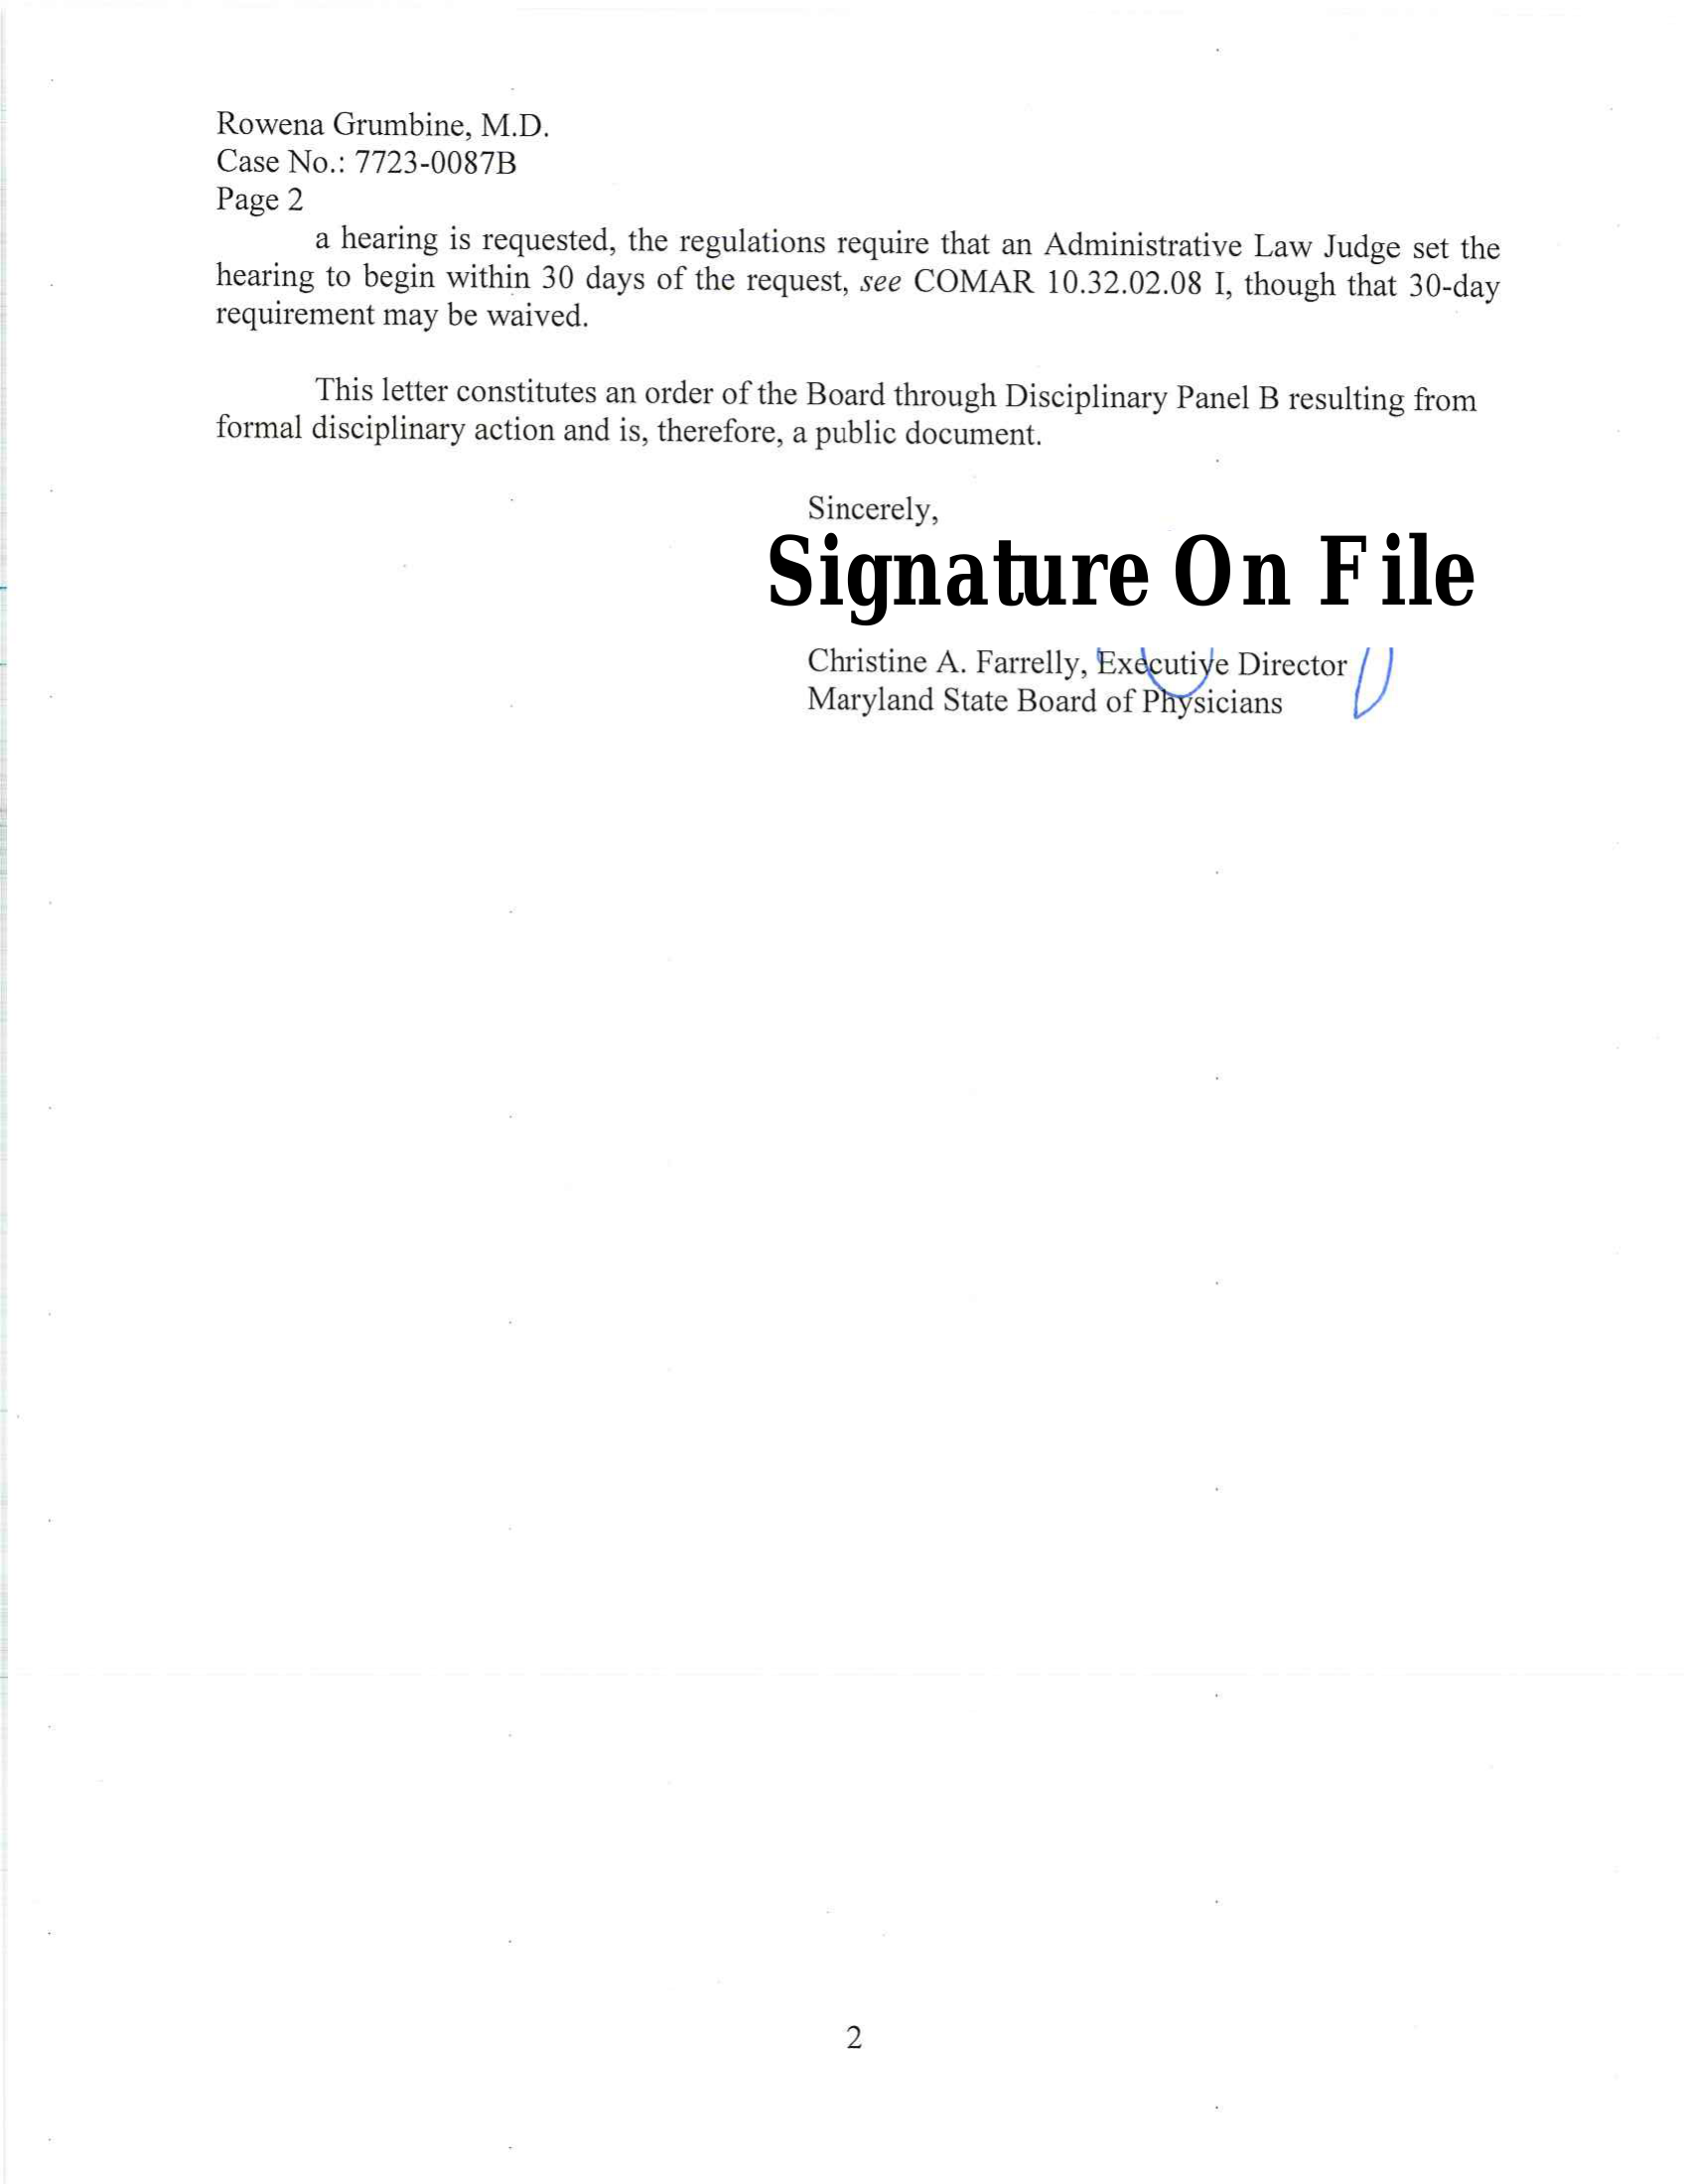 Rowena Grumbine, M.D.
Case No.: 7723-0087B
Page 2
a hearing is requested, the regulations require that an Administrative Law Judge set the
hearing to begin within 30 days of the request, see COMAR 10.32.02.08 I, though that 30-day
requirement may be waived.
This letter constitutes an order of the Board through Disciplinary Panel B resulting from
formal disciplinary action and is, therefore, a public document.
Sincerely,
Signature On File
Christine A. Farrelly, Executive Director
Maryland State Board of Physicians
2